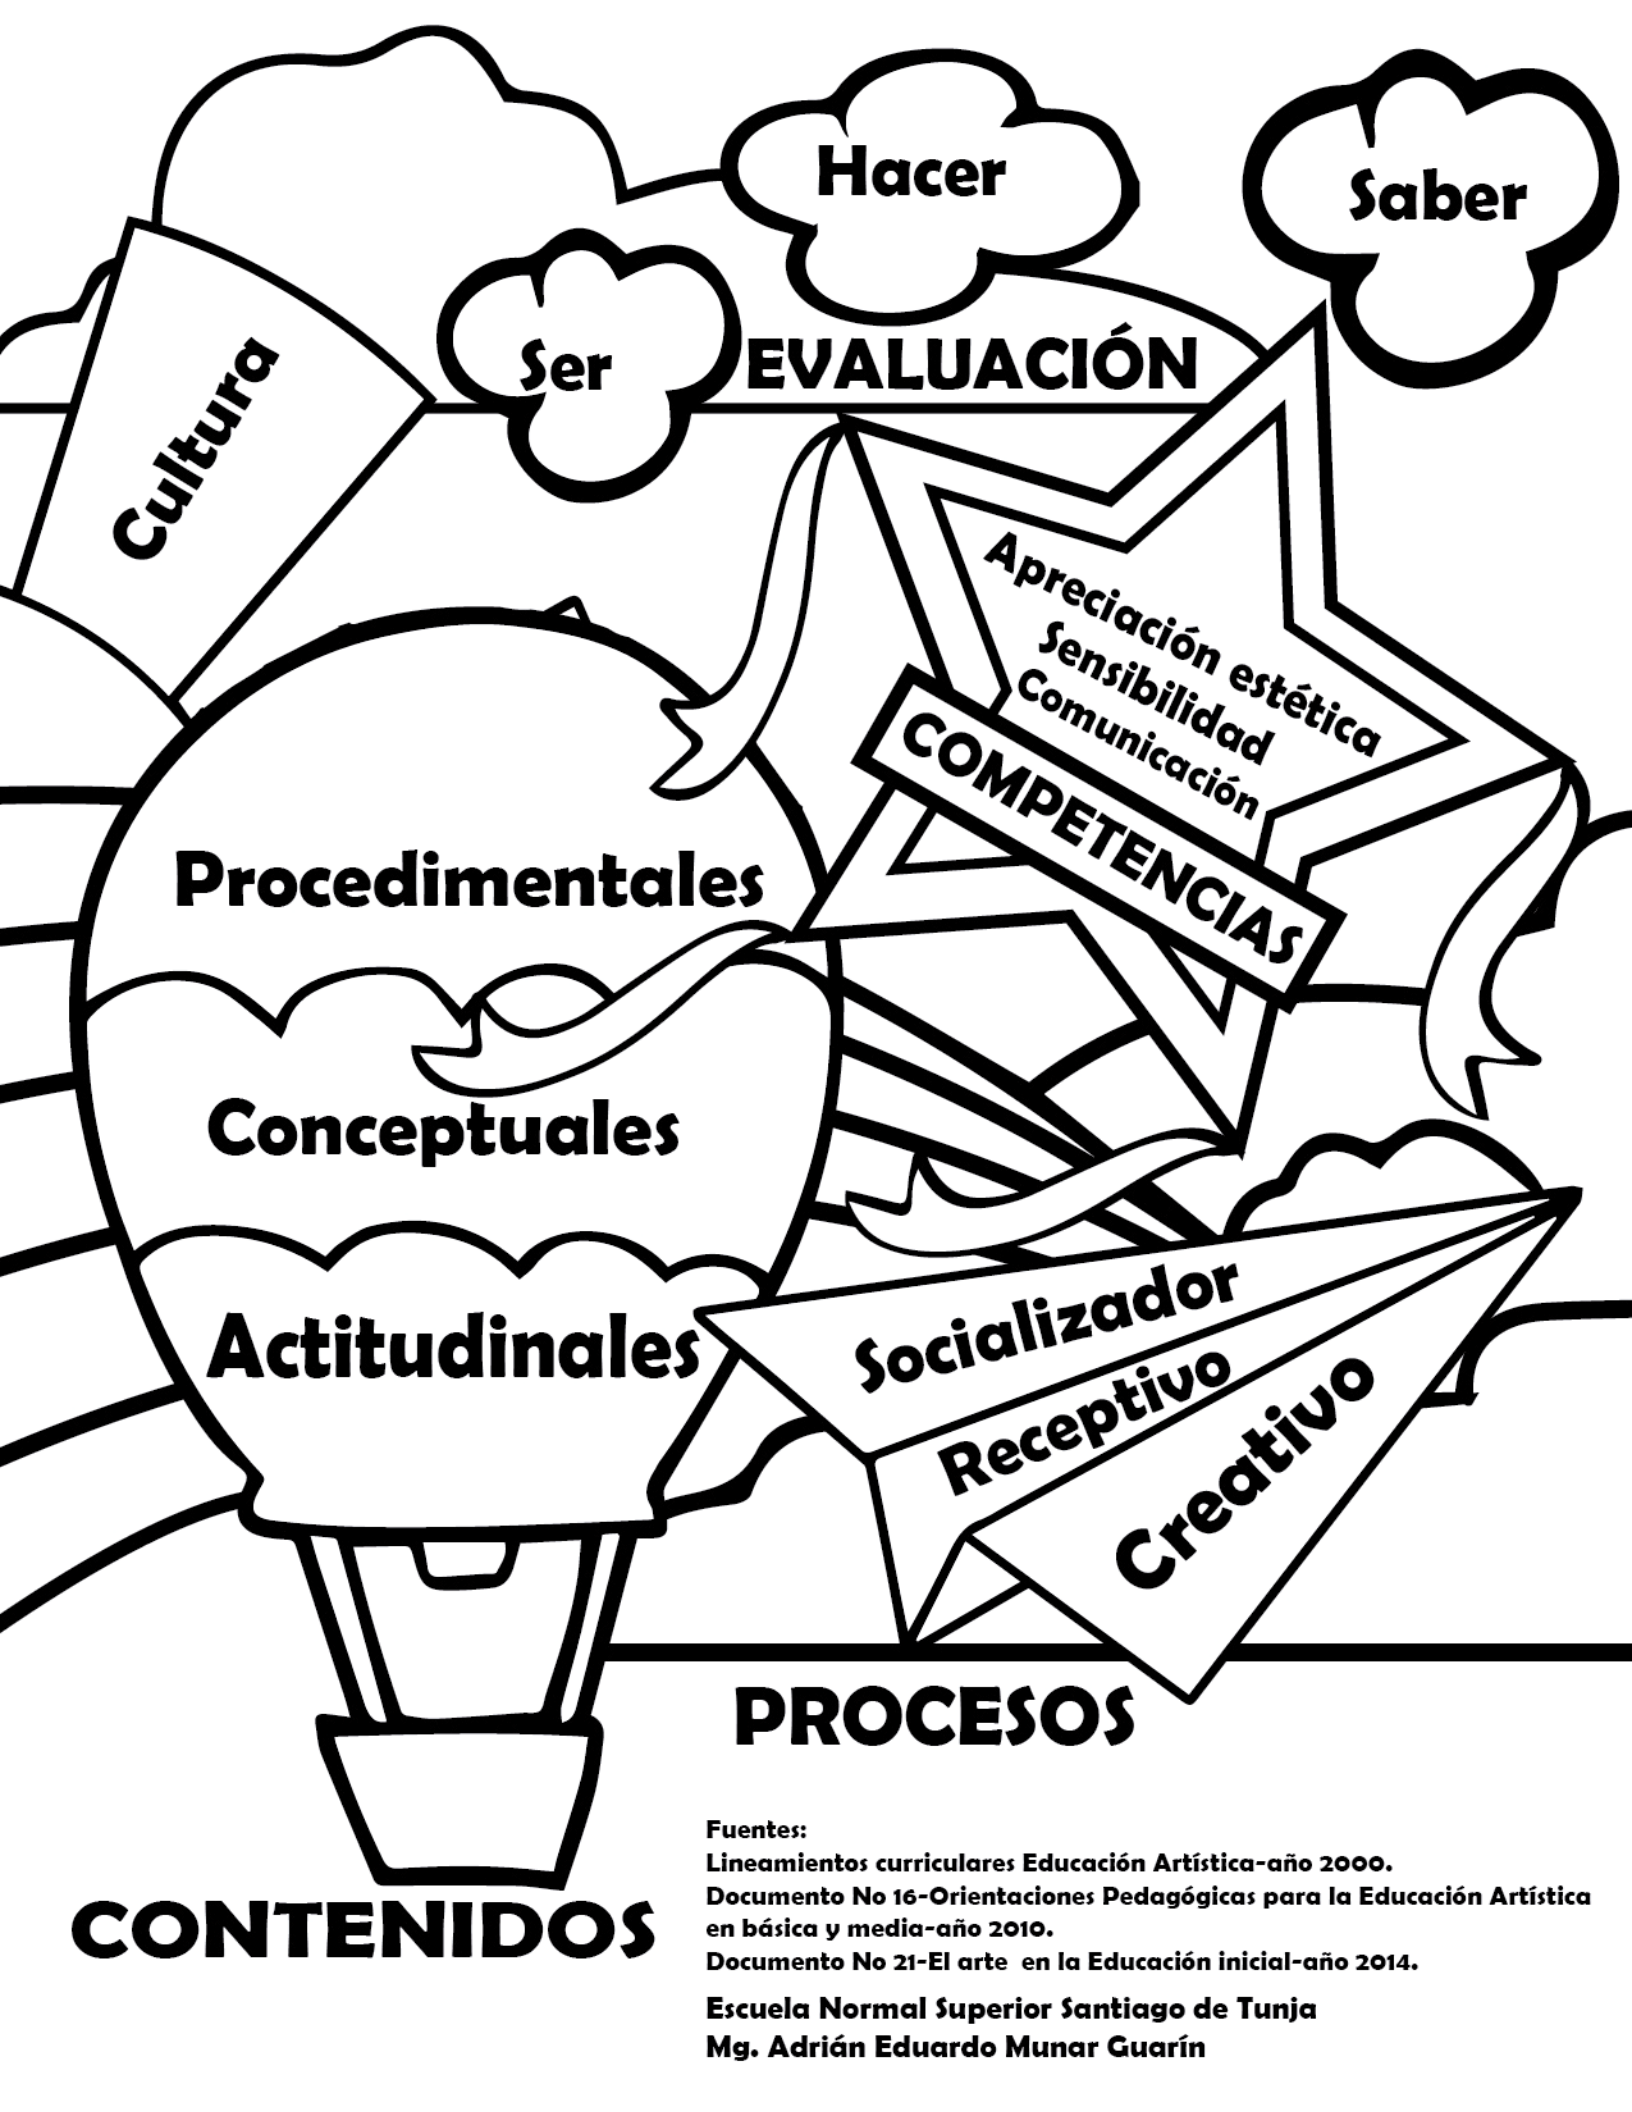 Hacer
Saber
Ser
EVALUACIÓN
Cultura
Apreciación estética
Sensibilidad
Comunicación
COMPETENCIAS
Procedimentales
Conceptuales
Actitudinales
Socializador
Receptivo
Creativo
PROCESOS
CONTENIDOS
Fuentes:
Lineamientos curriculares Educación Artística-año 2000.
Documento No 16-Orientaciones Pedagógicas para la Educación Artística
en básica y media-año 2010.
Documento No 21-El arte  en la Educación inicial-año 2014.
Escuela Normal Superior Santiago de Tunja
Mg. Adrián Eduardo Munar Guarín